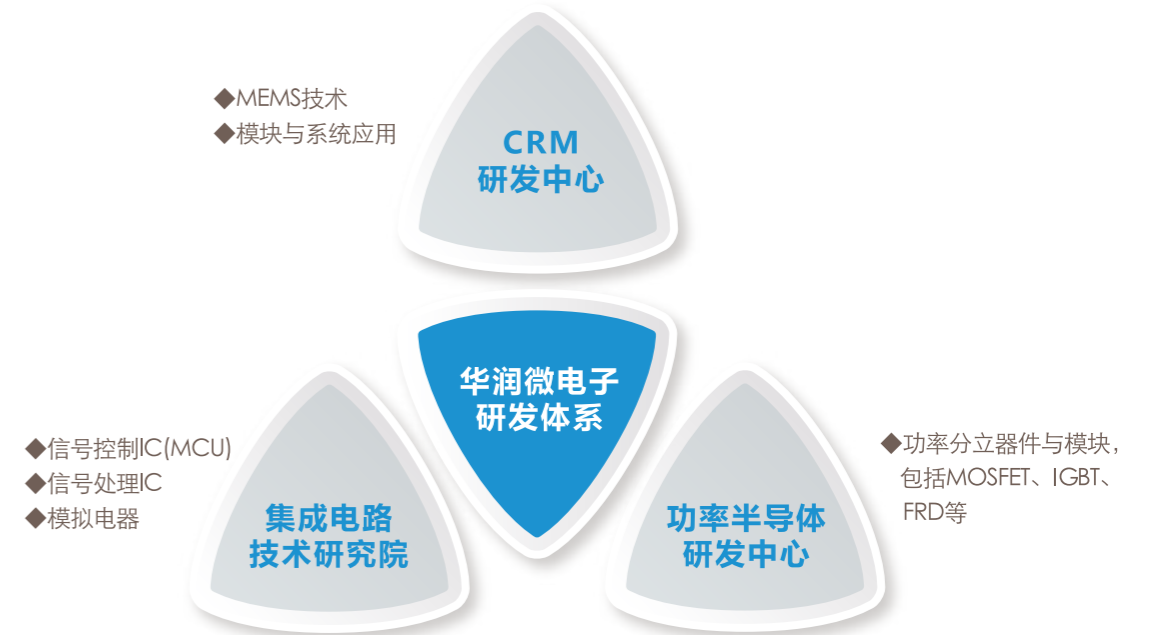 ◆MEMS技术
◆模块与系统应用
CRM
研发中心
华润微电子
研发体系
◆信号控制IC(MCU)
◆信号处理IC
◆模拟电器
集成电路
技术研究院
功率半导体
研发中心
◆功率分立器件与模块，
包括MOSFET、IGBT、
FRD等